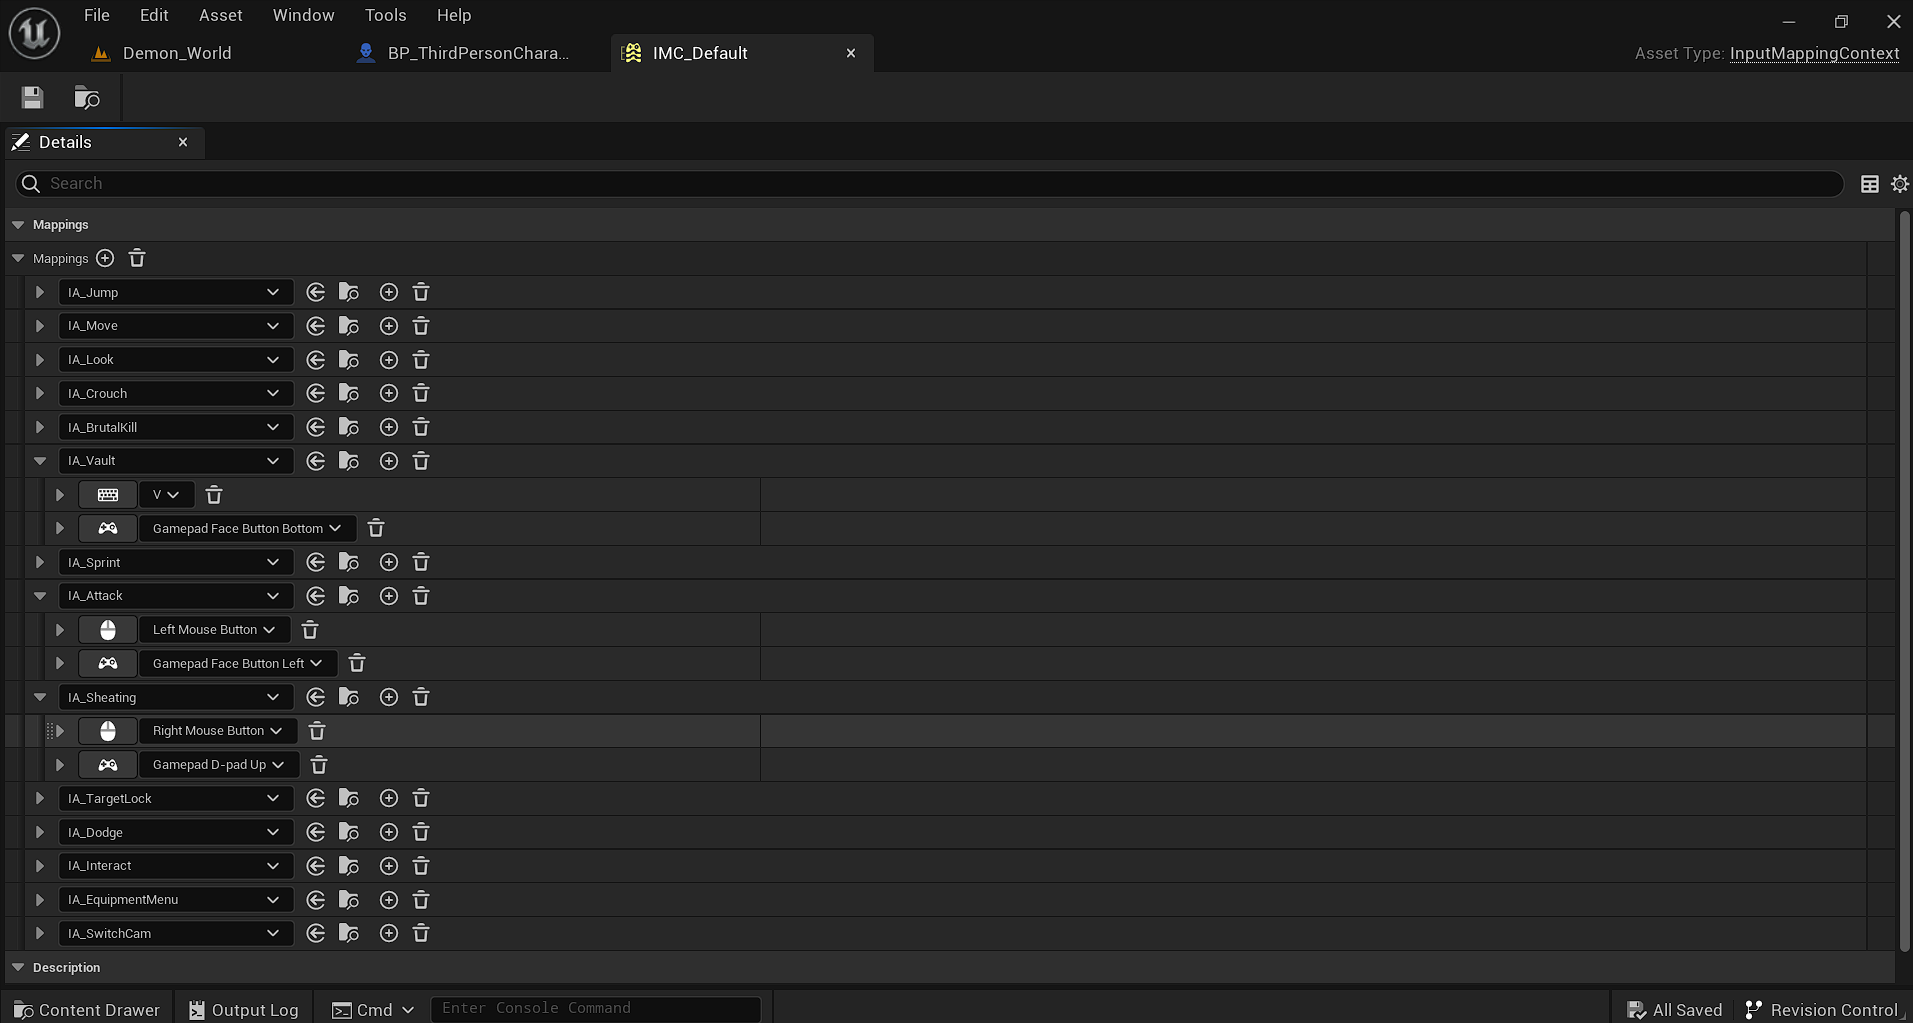 File Edit Asset Window Tools Help
Demon_World BP_ThirdPersonChara... IMC_Default Asset Type: InputMappingContext
Details
Search
Mappings
Mappings
IA_Jump
IA_Move
IA_Look
IA_Crouch
IA_BrutalKill
IA_Vault
V
Gamepad Face Button Bottom
IA_Sprint
IA_Attack
Left Mouse Button
Gamepad Face Button Left
IA_Sheating
Right Mouse Button
Gamepad D-pad Up
IA_TargetLock
IA_Dodge
IA_Interact
IA_EquipmentMenu
IA_SwitchCam
Description
Content Drawer Output Log Cmd Enter Console Command All Saved Revision Control